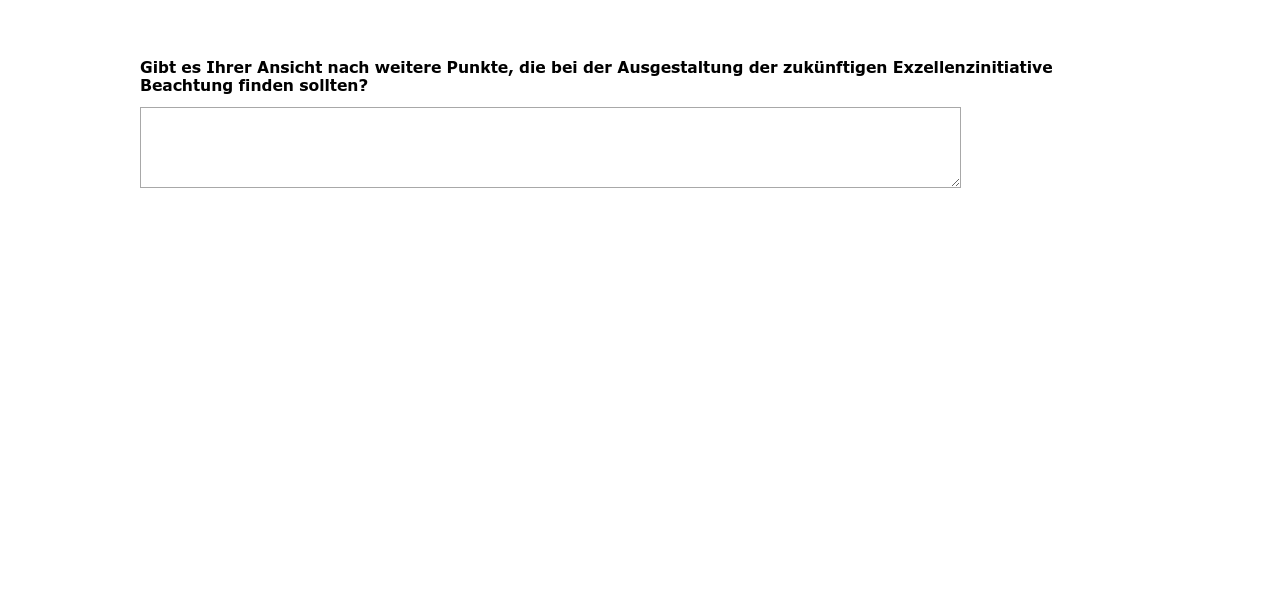 Gibt es Ihrer Ansicht nach weitere Punkte, die bei der Ausgestaltung der zukünftigen Exzellenzinitiative
Beachtung finden sollten?